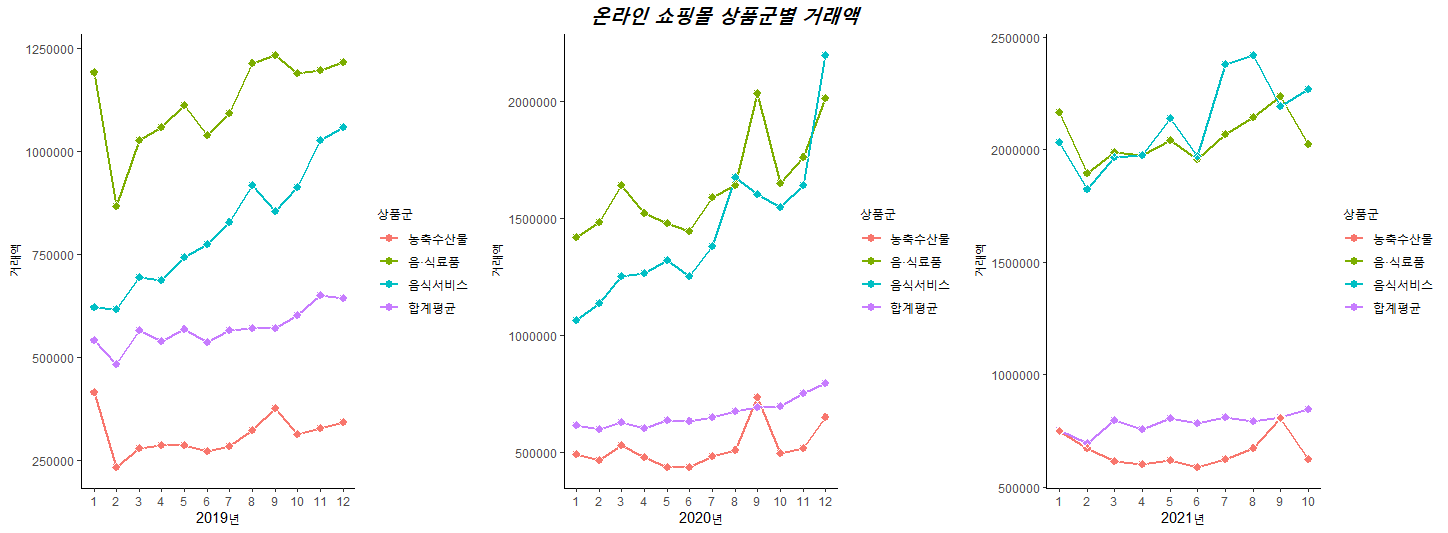 온라인 쇼핑몰 상품군별 거래액
거래액
1250000
1000000
750000
500000
250000
1 2 3 4 5 6 7 8 9 10 11 12
2019년
상품군
농축수산물
음·식료품
음식서비스
합계평균
거래액
2000000
1500000
1000000
500000
1 2 3 4 5 6 7 8 9 10 11 12
2020년
상품군
농축수산물
음·식료품
음식서비스
합계평균
거래액
2500000
2000000
1500000
1000000
500000
1 2 3 4 5 6 7 8 9 10
2021년
상품군
농축수산물
음·식료품
음식서비스
합계평균